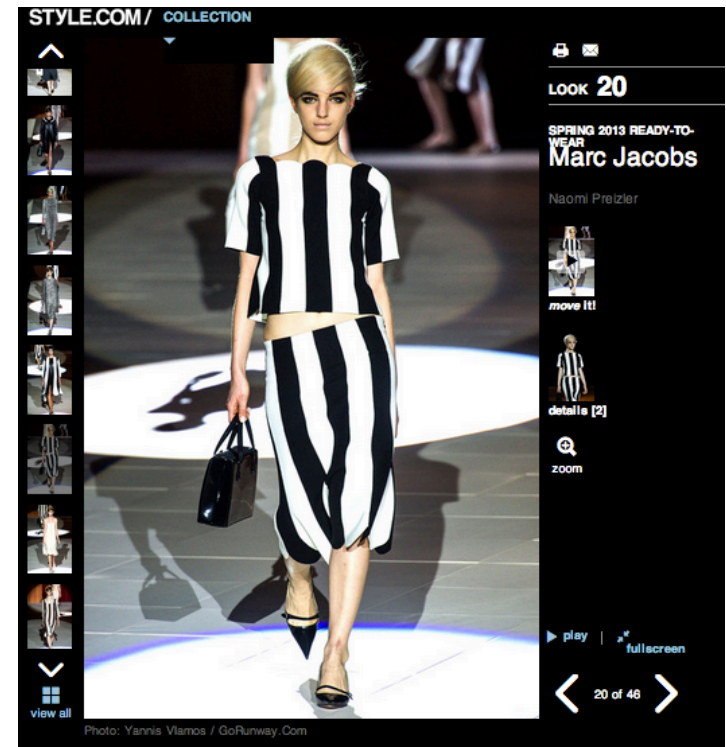 STYLE.COM/ COLLECTION
LOOK 20
SPRING 2013 READY-TO-
WEAR
Marc Jacobs
Naomi Preizler
move it!
details [2]
zoom
play | fullscreen
20 of 46
view all
Photo: Yannis Vlamos / GoRunway.Com